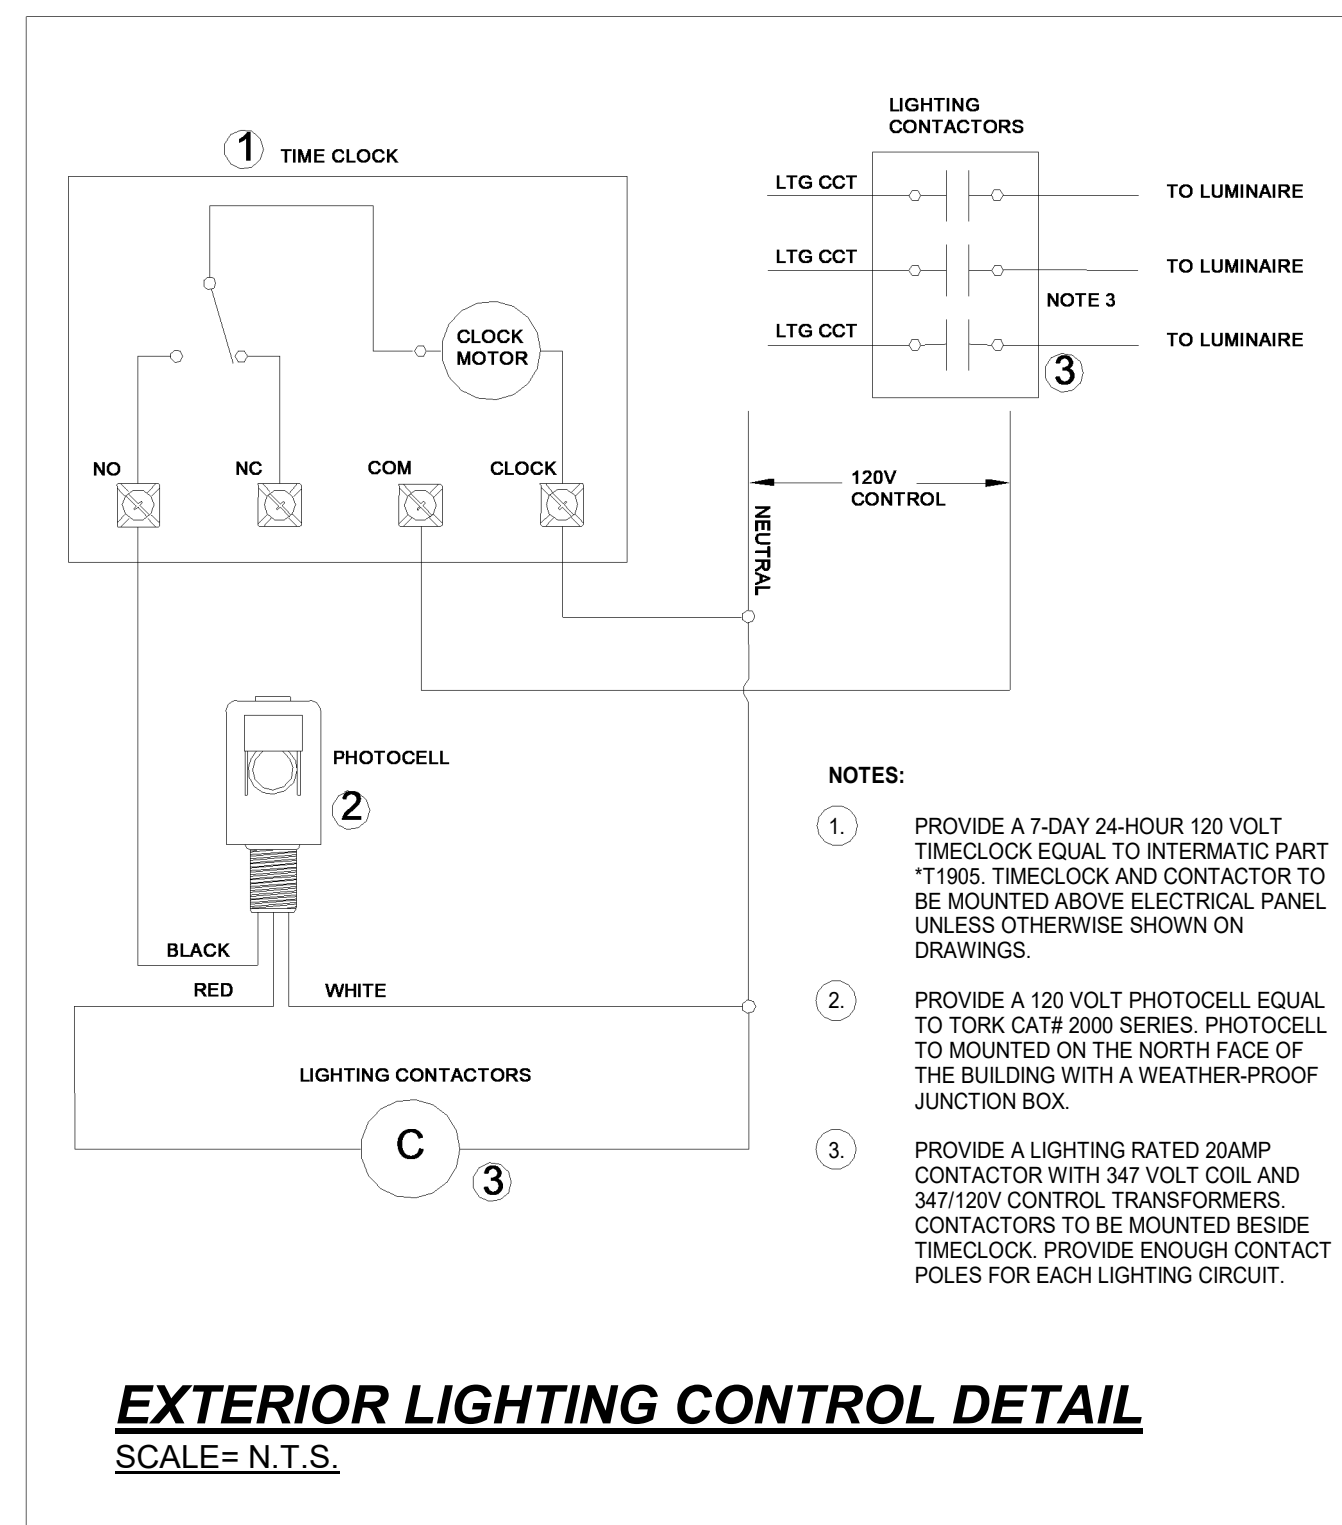 LIGHTING
CONTACTORS
1 TIME CLOCK
LTG CCT
TO LUMINAIRE
LTG CCT
TO LUMINAIRE
NOTE 3
LTG CCT
TO LUMINAIRE
3
CLOCK
MOTOR
NO
NC
COM
CLOCK
120V
CONTROL
NEUTRAL
PHOTOCELL
2
BLACK
RED
WHITE
LIGHTING CONTACTORS
C
3
NOTES:
1. PROVIDE A 7-DAY 24-HOUR 120 VOLT
TIMECLOCK EQUAL TO INTERMATIC PART
*T1905. TIMECLOCK AND CONTACTOR TO
BE MOUNTED ABOVE ELECTRICAL PANEL
UNLESS OTHERWISE SHOWN ON
DRAWINGS.
2. PROVIDE A 120 VOLT PHOTOCELL EQUAL
TO TORK CAT# 2000 SERIES. PHOTOCELL
TO MOUNTED ON THE NORTH FACE OF
THE BUILDING WITH A WEATHER-PROOF
JUNCTION BOX.
3. PROVIDE A LIGHTING RATED 20AMP
CONTACTOR WITH 347 VOLT COIL AND
347/120V CONTROL TRANSFORMERS.
CONTACTORS TO BE MOUNTED BESIDE
TIMECLOCK. PROVIDE ENOUGH CONTACT
POLES FOR EACH LIGHTING CIRCUIT.
EXTERIOR LIGHTING CONTROL DETAIL
SCALE= N.T.S.